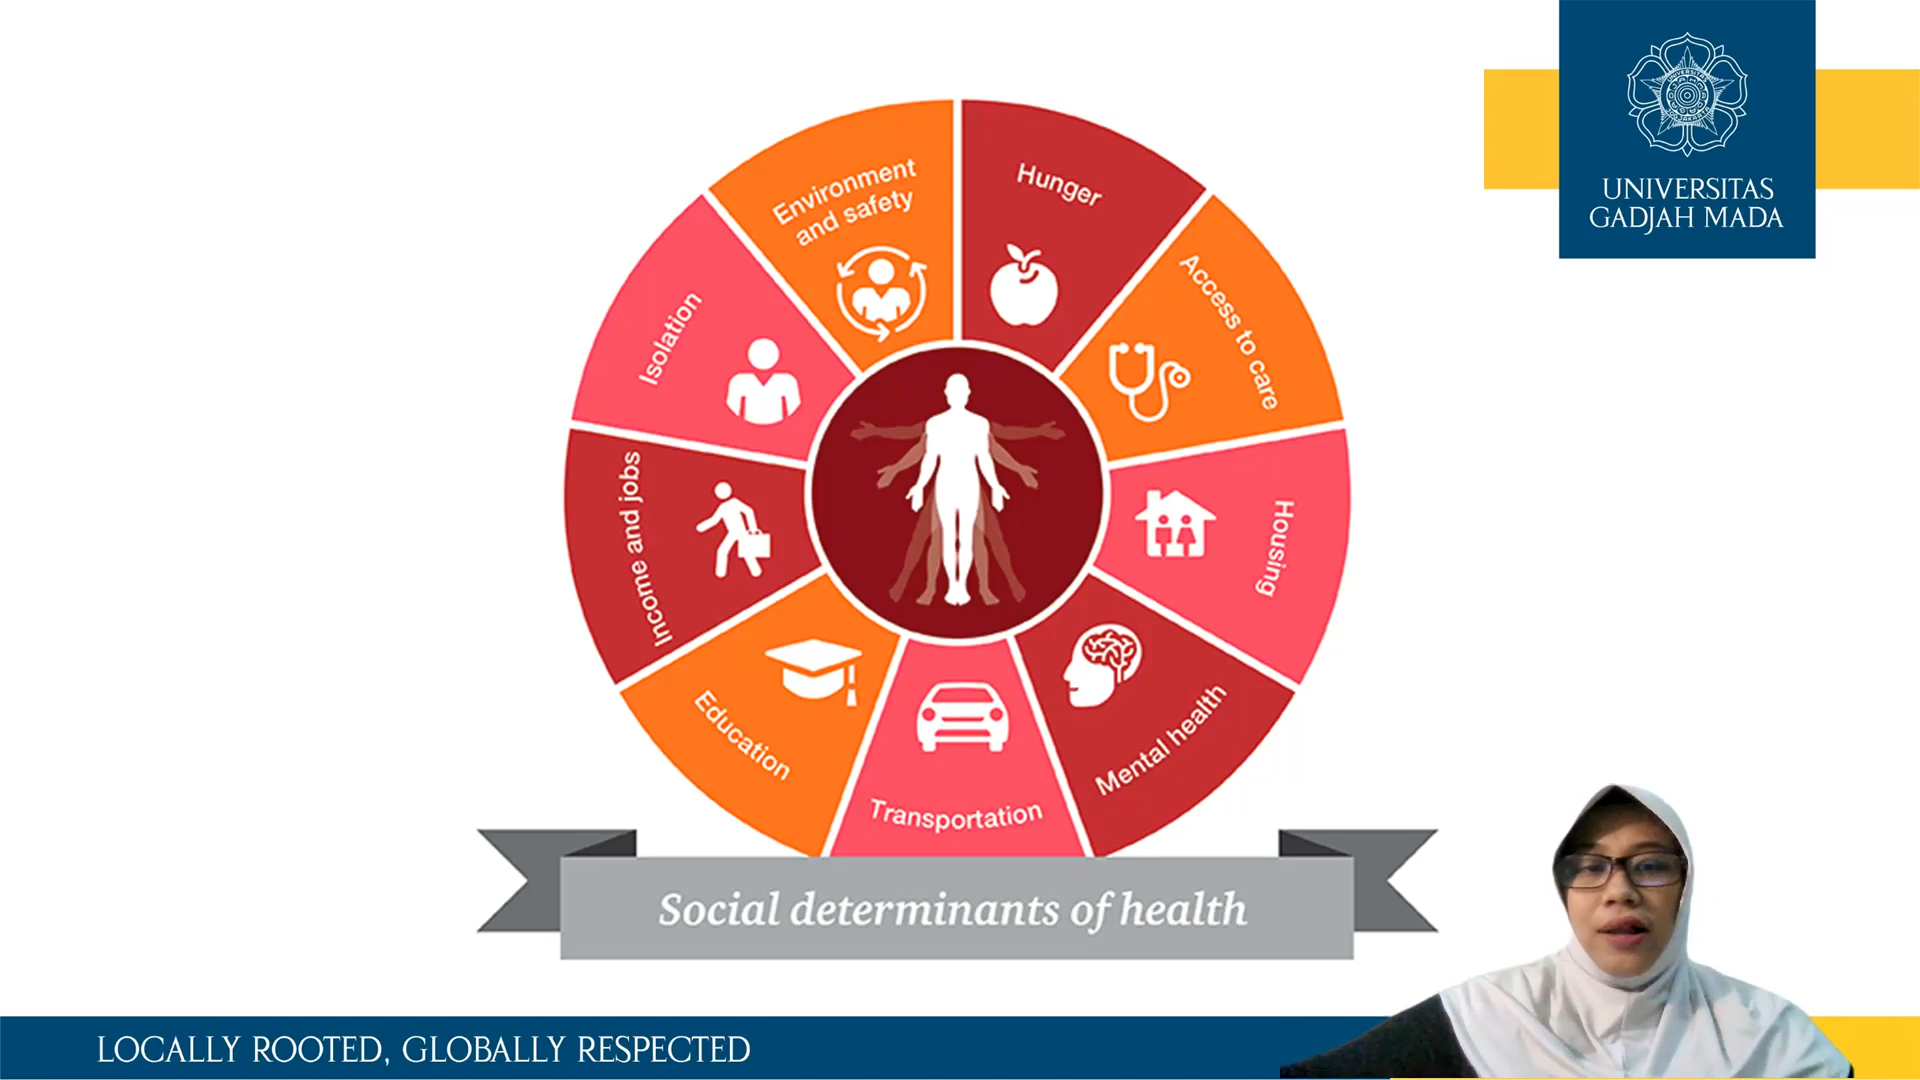 Environment
and safety
Hunger
Access to care
Housing
Mental health
Transportation
Education
Income and jobs
Isolation
Social determinants of health
UNIVERSITAS
GADJAH MADA
LOCALLY ROOTED, GLOBALLY RESPECTED